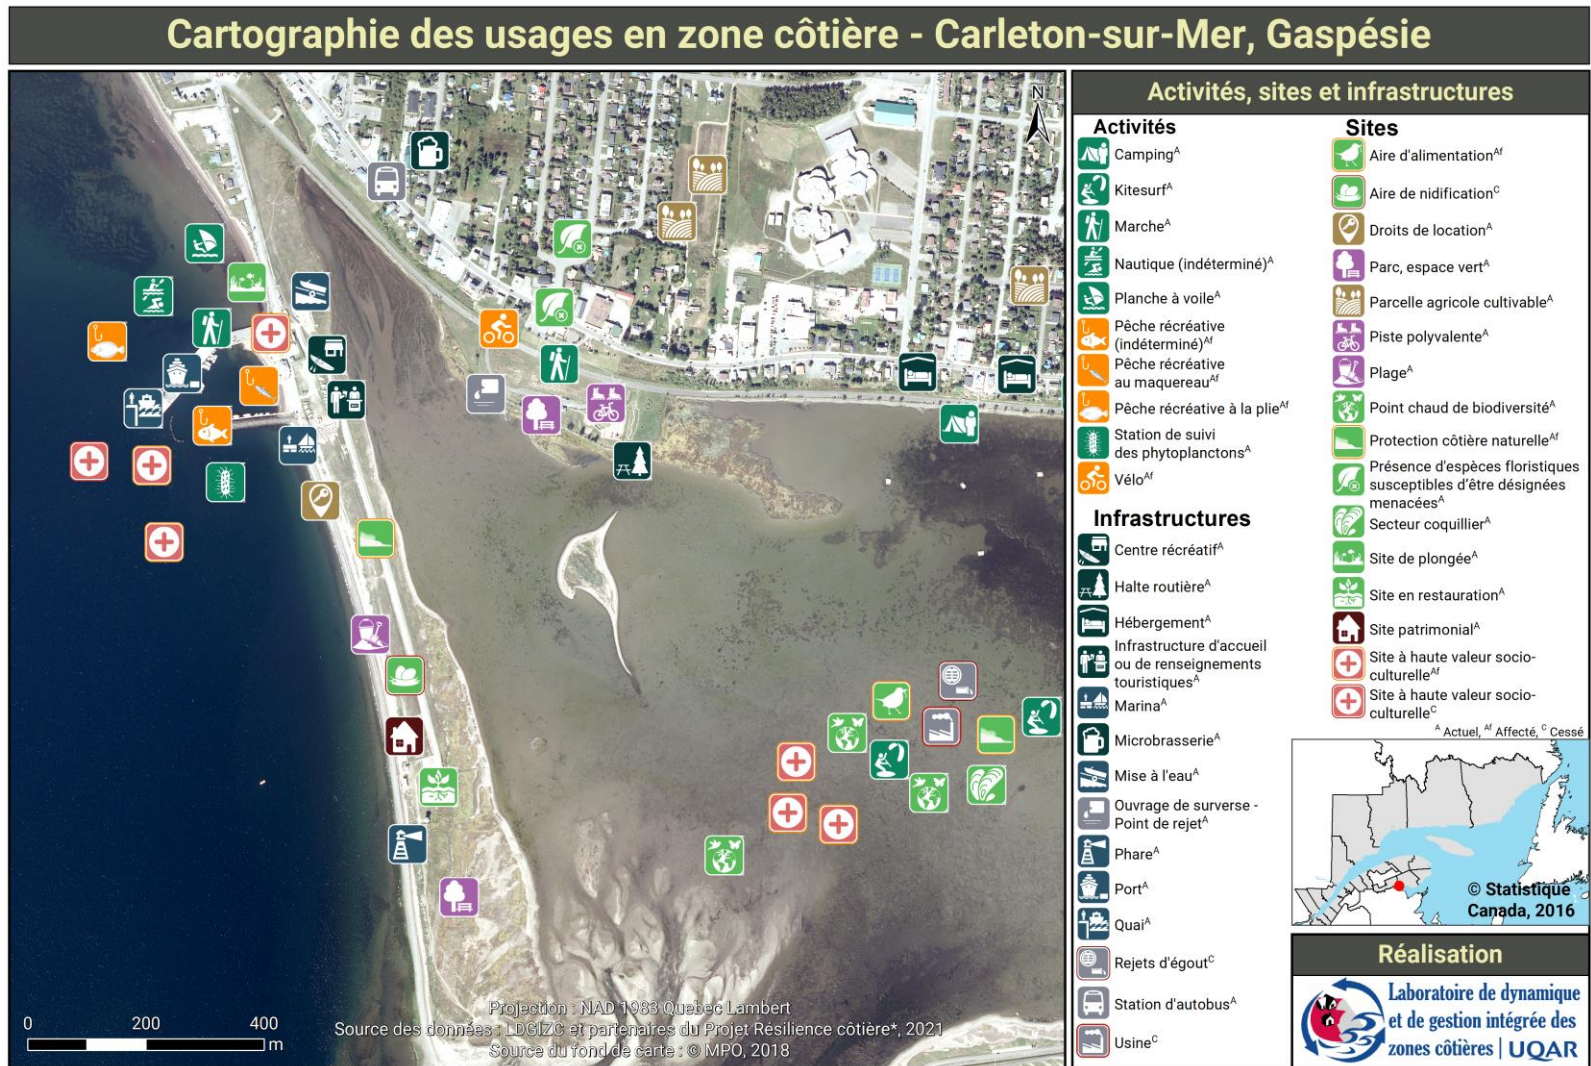 Cartographie des usages en zone côtière - Carleton-sur-Mer, Gaspésie
N
0 200 400
m
Projection : NAD 1983 Quebec Lambert
Source des données : LDGIZC et partenaires du Projet Résilience côtière*, 2021
Source du fond de carte : © MPO, 2018
Activités, sites et infrastructures
Activités
Camping^A
Kitesurf^A
Marche^A
Nautique (indéterminé)^A
Planche à voile^A
Pêche récréative
(indéterminé)^Af
Pêche récréative
au maquereau^Af
Pêche récréative à la plie^Af
Station de suivi
des phytoplanctons^A
Vélo^Af
Infrastructures
Centre récréatif^A
Halte routière^A
Hébergement^A
Infrastructure d'accueil
ou de renseignements
touristiques^A
Marina^A
Microbrasserie^A
Mise à l'eau^A
Ouvrage de surverse -
Point de rejet^A
Phare^A
Port^A
Quai^A
Rejets d'égout^C
Station d'autobus^A
Usine^C
Sites
Aire d'alimentation^Af
Aire de nidification^C
Droits de location^A
Parc, espace vert^A
Parcelle agricole cultivable^A
Piste polyvalente^A
Plage^A
Point chaud de biodiversité^A
Protection côtière naturelle^Af
Présence d'espèces floristiques
susceptibles d'être désignées
menacées^A
Secteur coquillier^A
Site de plongée^A
Site en restauration^A
Site patrimonial^A
Site à haute valeur socio-
culturelle^Af
Site à haute valeur socio-
culturelle^C
^A Actuel, ^Af Affecté, ^C Cessé
© Statistique
Canada, 2016
Réalisation
Laboratoire de dynamique
et de gestion intégrée des
zones côtières | UQAR